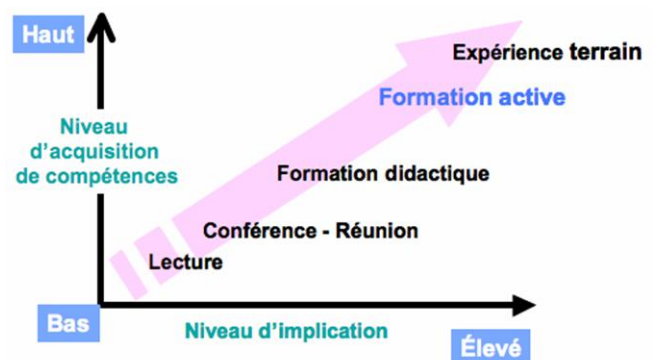 Haut
Expérience terrain
Formation active
Niveau
d'acquisition
de compétences
Formation didactique
Conférence - Réunion
Lecture
Bas
Niveau d'implication
Élevé